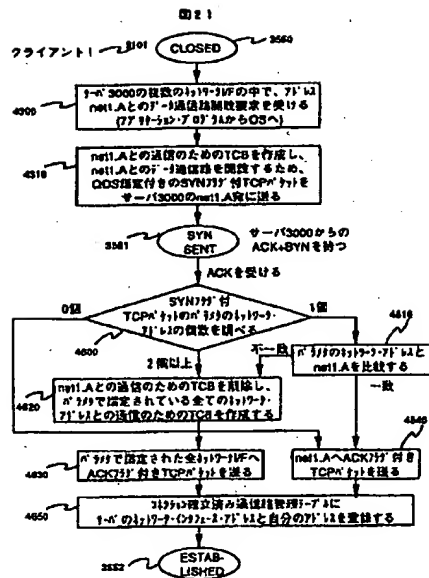 図21
クライアント1
3101
CLOSED
3560
4300
サーバ3000の複数のネットワークI/Fの中で、アドレス
net1.Aとのデータ通信路開設要求を受ける
(アプリケーション・プログラムからOSへ)
4310
net1.Aとの通信のためのTCBを作成し、
net1.Aとのデータ通信路を開設するため、
QOS指定付きのSYNフラグ付TCPパケットを
サーバ3000のnet1.A宛に送る
3561
SYN
SENT
サーバ3000からの
ACK+SYNを待つ
ACKを受ける
0個
SYNフラグ付
TCPパケットのパラメタのネットワーク・
アドレスの個数を調べる
1個
4600
4610
2個以上
不一致
パラメタのネットワーク・アドレスと
net1.Aを比較する
一致
4620
net1.Aとの通信のためのTCBを削除し、
パラメタで指定されている全てのネットワーク・
アドレスとの通信のためのTCBを作成する
4640
4630
パラメタで指定された全ネットワークI/Fへ
ACKフラグ付きTCPパケットを送る
net1.AへACKフラグ付き
TCPパケットを送る
4650
コネクション確立済み通信路管理テーブルに
サーバのネットワーク・インタフェース・アドレスと自分のアドレスを登録する
3552
ESTAB-
LISHED